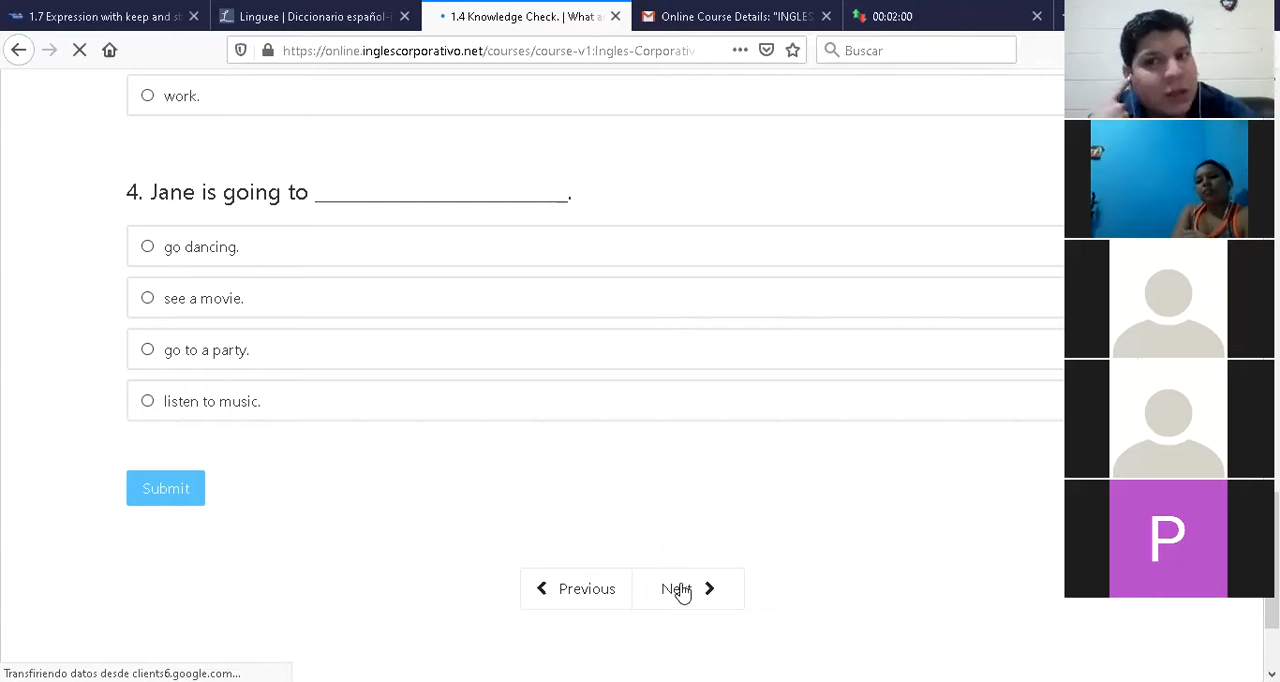 1.7 Expression with keep and st
Linguee | Diccionario español-
1.4 Knowledge Check. | What a
Online Course Details: "INGLES
00:02:00
https://online.inglescorporativo.net/courses/course-v1:Ingles-Corporativ
Buscar
work.
4. Jane is going to ____________________________.
go dancing.
see a movie.
go to a party.
listen to music.
Submit
Previous
Next
P
Transfiriendo datos desde clients6.google.com...